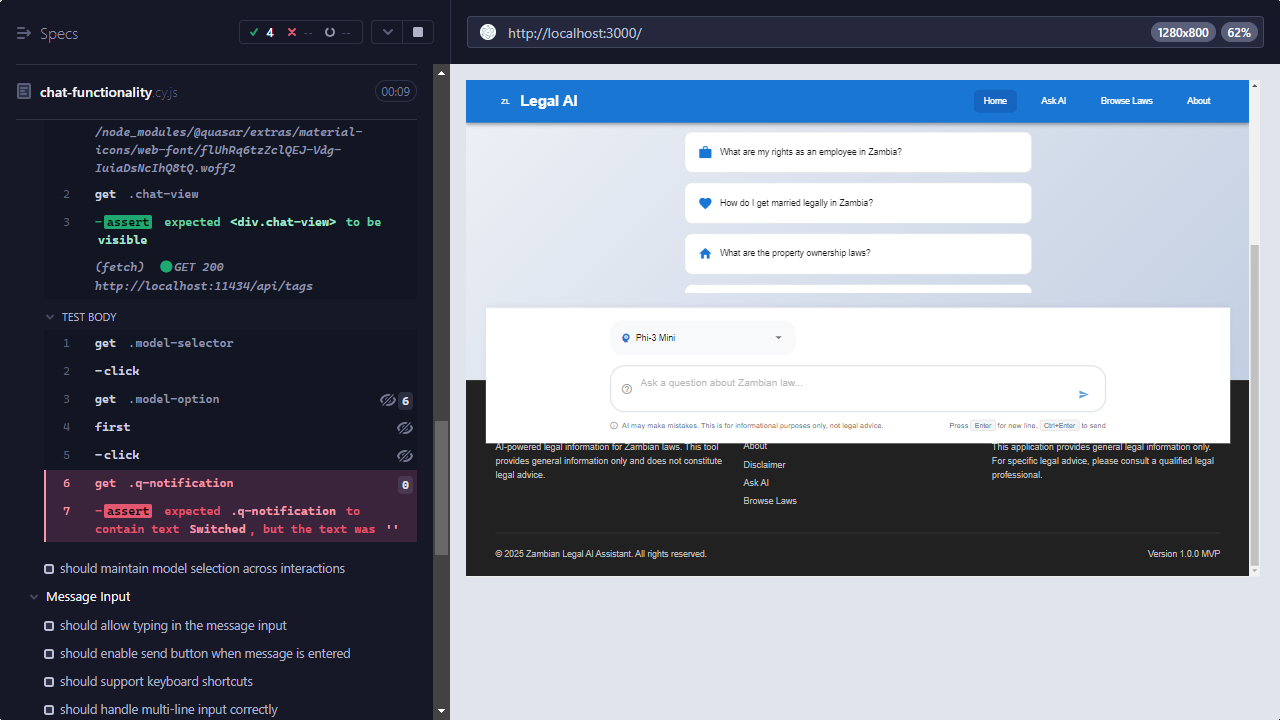 Specs
4
--
--
http://localhost:3000/
1280x800
62%
chat-functionality.cy.js
00:09
/node_modules/@quasar/extras/material-
icons/web-font/flUhRq6tzZclQEJ-Vdg-
IuiaDsNcIhQ8tQ.woff2
2 get .chat-view
3 -assert expected <div.chat-view> to be
visible
(fetch) GET 200
http://localhost:11434/api/tags
TEST BODY
1 get .model-selector
2 -click
3 get .model-option 6
4 first
5 -click
6 get .q-notification 0
7 -assert expected .q-notification to
contain text Switched, but the text was ''
should maintain model selection across interactions
Message Input
should allow typing in the message input
should enable send button when message is entered
should support keyboard shortcuts
should handle multi-line input correctly
ZL Legal AI
Home
Ask AI
Browse Laws
About
What are my rights as an employee in Zambia?
How do I get married legally in Zambia?
What are the property ownership laws?
Phi-3 Mini
Ask a question about Zambian law...
AI may make mistakes. This is for informational purposes only, not legal advice.
Press Enter for new line, Ctrl+Enter to send
AI-powered legal information for Zambian laws. This tool
provides general information only and does not constitute
legal advice.
About
Disclaimer
Ask AI
Browse Laws
This application provides general legal information only.
For specific legal advice, please consult a qualified legal
professional.
© 2025 Zambian Legal AI Assistant. All rights reserved.
Version 1.0.0 MVP